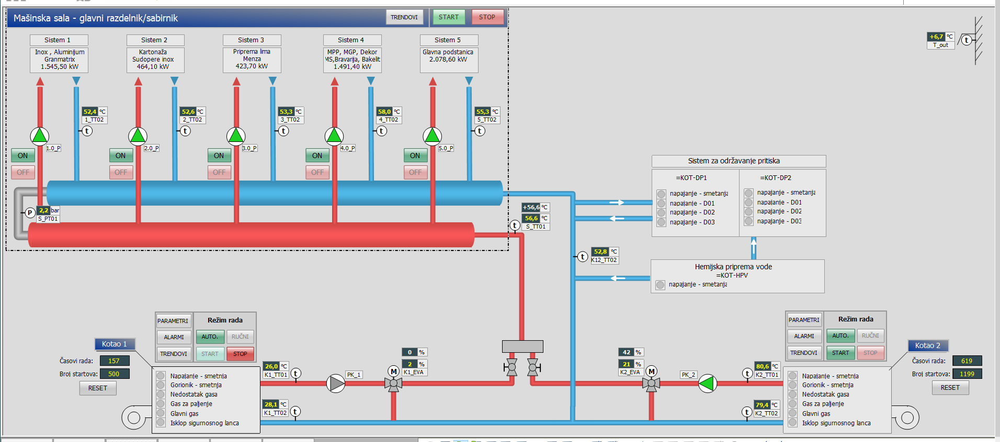 Mašinska sala - glavni razdelnik/sabirnik
TRENDOVI
START
STOP
Sistem 1
Inox , Aluminijum
Granmatrix
1.545,50 kW
Sistem 2
Kartonaža
Sudopere inox
464,10 kW
Sistem 3
Priprema lima
Menza
423,70 kW
Sistem 4
MPP, MGP, Dekor
MS,Bravarija, Bakelit
1.491,40 kW
Sistem 5
Glavna podstanica
2.078,60 kW
+6,7 °C
T_out
t
52,4 °C
1_TT02
t
52,6 °C
2_TT02
t
53,3 °C
3_TT02
t
58,0 °C
4_TT02
t
55,3 °C
5_TT02
t
1.0_P
ON
OFF
2.0_P
ON
OFF
3.0_P
ON
OFF
4.0_P
ON
OFF
5.0_P
ON
OFF
P
2,2 bar
S_PT01
+56,6 °C
56,6 °C
S_TT01
t
52,8 °C
K12_TT02
t
Sistem za održavanje pritiska
=KOT-DP1
napajanje - smetanja
napajanje - D01
napajanje - D02
napajanje - D03
=KOT-DP2
napajanje - smetanja
napajanje - D01
napajanje - D02
napajanje - D03
Hemijska priprema vode
=KOT-HPV
napajanje - smetanja
Kotao 1
Časovi rada: 157
Broj startova: 500
RESET
PARAMETRI
ALARMI
TRENDOVI
Režim rada
AUTO.
RUČNI
START
STOP
Napajanje - smetnja
Gorionik - smetnja
Nedostatak gasa
Gas za paljenje
Glavni gas
Isklop sigurnosnog lanca
26,0 °C
K1_TT01
t
28,1 °C
K1_TT02
t
PK_1
0 %
2 %
K1_EVA
M
42 %
21 %
K2_EVA
M
PK_2
80,6 °C
K2_TT01
t
79,4 °C
K2_TT02
t
PARAMETRI
ALARMI
TRENDOVI
Režim rada
AUTO.
RUČNI
START
STOP
Napajanje - smetnja
Gorionik - smetnja
Nedostatak gasa
Gas za paljenje
Glavni gas
Isklop sigurnosnog lanca
Kotao 2
Časovi rada: 619
Broj startova: 1199
RESET